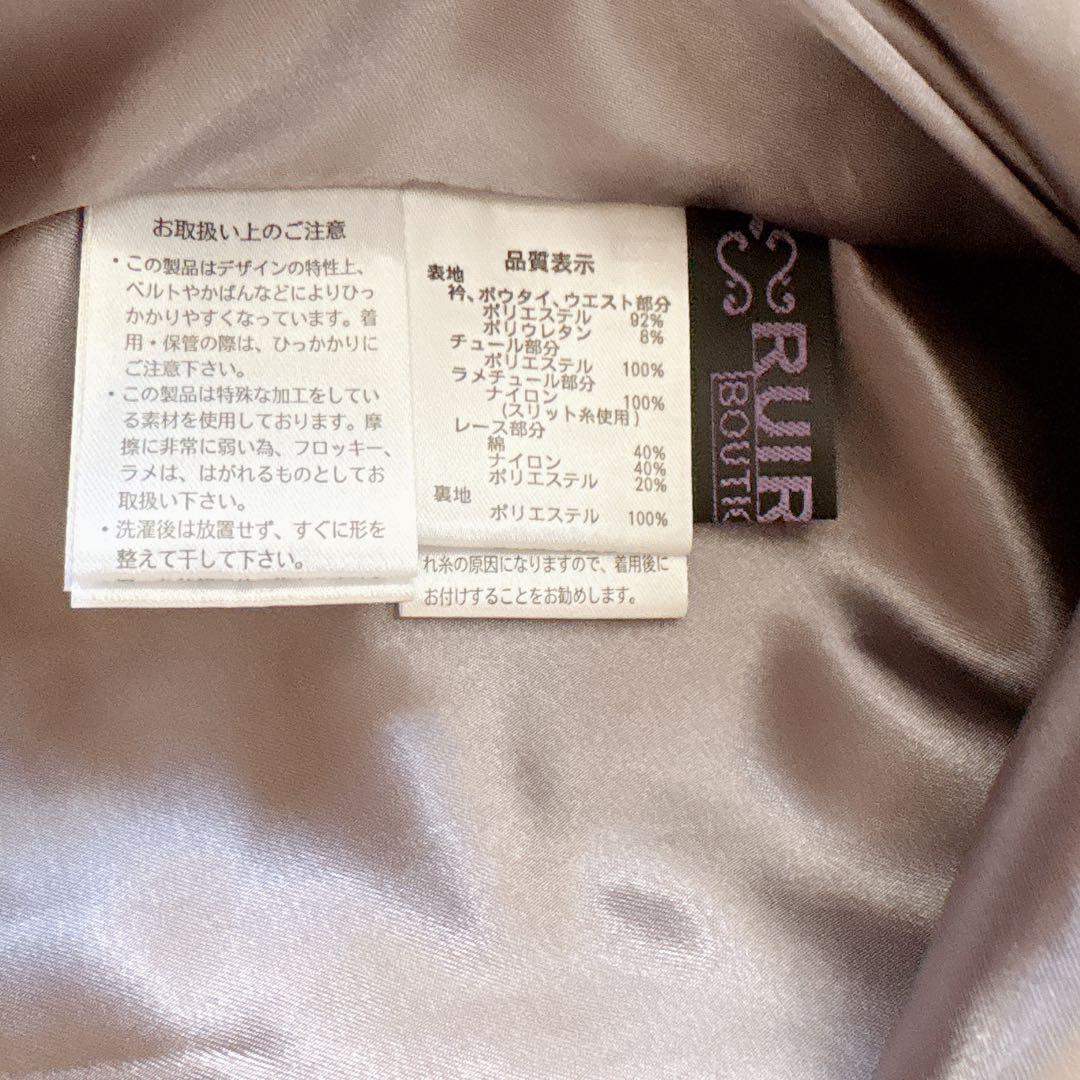 お取扱い上のご注意
・この製品はデザインの特性上、
ベルトやかばんなどによりひっ
かかりやすくなっています。着
用・保管の際は、ひっかかりに
ご注意下さい。
・この製品は特殊な加工をしてい
る素材を使用しております。摩
擦に非常に弱い為、フロッキー、
ラメは、はがれるものとしてお
取扱い下さい。
・洗濯後は放置せず、すぐに形を
整えて干して下さい。
品質表示
表地
衿、ボウタイ、ウエスト部分
ポリエステル 92%
ポリウレタン 8%
チュール部分
ポリエステル 100%
ラメチュール部分
ナイロン 100%
(スリット糸使用)
レース部分
綿 40%
ナイロン 40%
ポリエステル 20%
裏地
ポリエステル 100%
れ糸の原因になりますので、着用後に
お付けすることをお勧めします。
RUIR
BOUTI